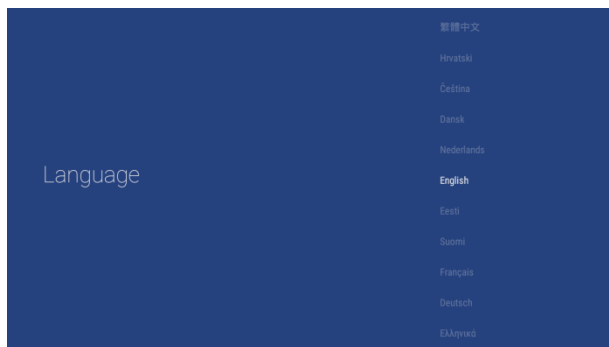 Language
繁體中文
Hrvatski
Čeština
Dansk
Nederlands
English
Eesti
Suomi
Français
Deutsch
Ελληνικά